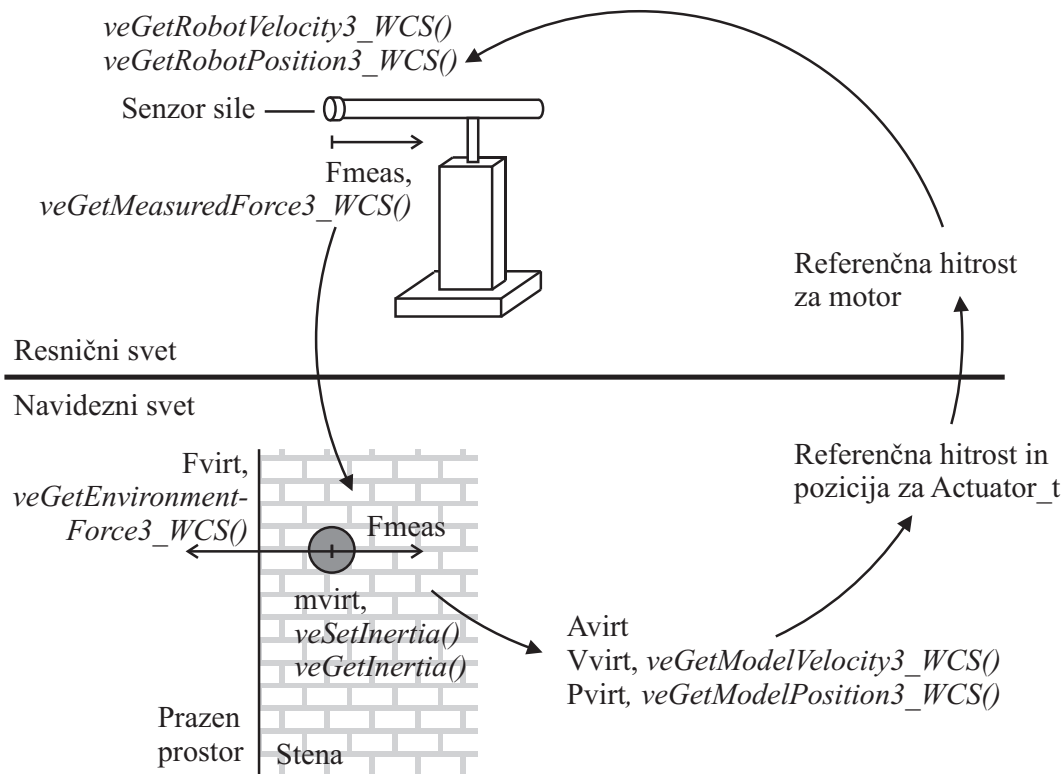 veGetRobotVelocity3_WCS()
veGetRobotPosition3_WCS()
Senzor sile
Fmeas,
veGetMeasuredForce3_WCS()
Referenčna hitrost
za motor
Resnični svet
Navidezni svet
Fvirt,
veGetEnvironment-
Force3_WCS()
Fmeas
mvirt,
veSetInertia()
veGetInertia()
Prazen
prostor
Stena
Referenčna hitrost in
pozicija za Actuator_t
Avirt
Vvirt, veGetModelVelocity3_WCS()
Pvirt, veGetModelPosition3_WCS()